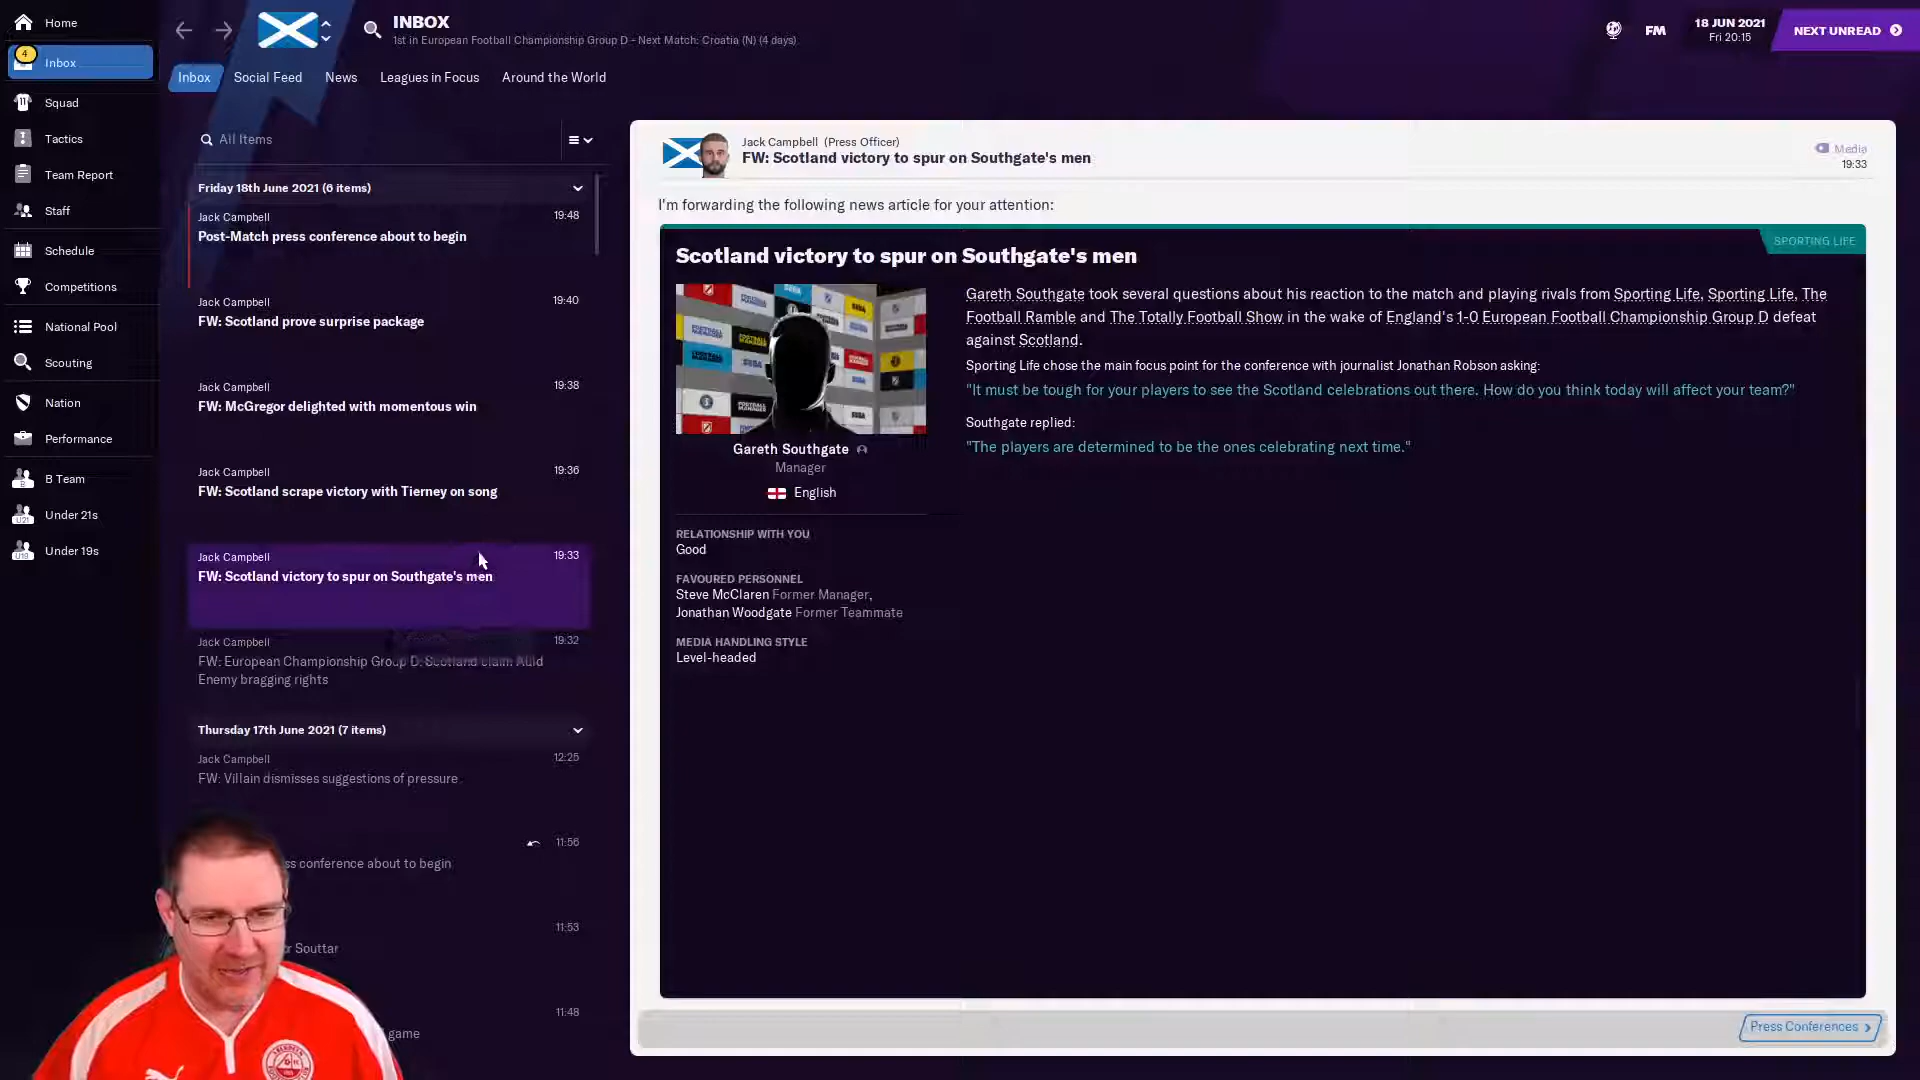 Home
INBOX
1st in European Football Championship Group D - Next Match: Croatia (N) (4 days)
FM
18 JUN 2021
Fri 20:15
NEXT UNREAD
4
Inbox
Squad
Tactics
Team Report
Staff
Schedule
Competitions
National Pool
Scouting
Nation
Performance
B Team
Under 21s
Under 19s
Inbox
Social Feed
News
Leagues in Focus
Around the World
All Items
Friday 18th June 2021 (6 items)
Jack Campbell
19:48
Post-Match press conference about to begin
Jack Campbell
19:40
FW: Scotland prove surprise package
Jack Campbell
19:38
FW: McGregor delighted with momentous win
Jack Campbell
19:36
FW: Scotland scrape victory with Tierney on song
Jack Campbell
19:33
FW: Scotland victory to spur on Southgate's men
Jack Campbell
19:32
FW: European Championship Group D: Scotland claim Auld
Enemy bragging rights
Thursday 17th June 2021 (7 items)
Jack Campbell
12:25
FW: Villain dismisses suggestions of pressure
11:56
conference about to begin
11:53
Souttar
11:48
game
Jack Campbell (Press Officer)
FW: Scotland victory to spur on Southgate's men
Media
19:33
I'm forwarding the following news article for your attention:
SPORTING LIFE
Scotland victory to spur on Southgate's men
Gareth Southgate took several questions about his reaction to the match and playing rivals from Sporting Life, Sporting Life, The
Football Ramble and The Totally Football Show in the wake of England's 1-0 European Football Championship Group D defeat
against Scotland.
Sporting Life chose the main focus point for the conference with journalist Jonathan Robson asking:
"It must be tough for your players to see the Scotland celebrations out there. How do you think today will affect your team?"
Southgate replied:
"The players are determined to be the ones celebrating next time."
Gareth Southgate
Manager
English
RELATIONSHIP WITH YOU
Good
FAVOURED PERSONNEL
Steve McClaren Former Manager,
Jonathan Woodgate Former Teammate
MEDIA HANDLING STYLE
Level-headed
Press Conferences